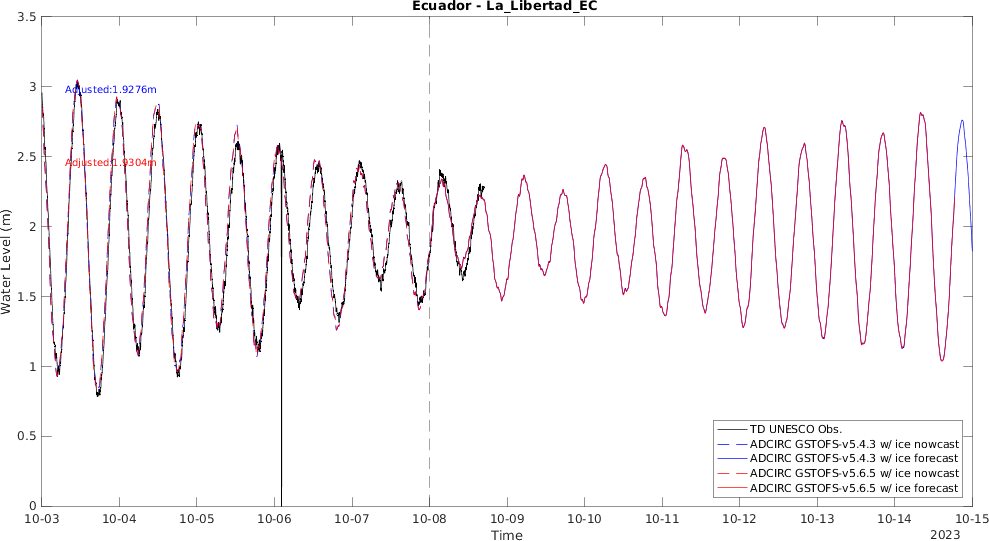 Ecuador - La_Libertad_EC
3.5
3
2.5
2
1.5
1
0.5
0
Water Level (m)
Adjusted:1.9276m
Adjusted:1.9304m
TD UNESCO Obs.
ADCIRC GSTOFS-v5.4.3 w/ ice nowcast
ADCIRC GSTOFS-v5.4.3 w/ ice forecast
ADCIRC GSTOFS-v5.6.5 w/ ice nowcast
ADCIRC GSTOFS-v5.6.5 w/ ice forecast
10-03 10-04 10-05 10-06 10-07 10-08 10-09 10-10 10-11 10-12 10-13 10-14 10-15
Time
2023